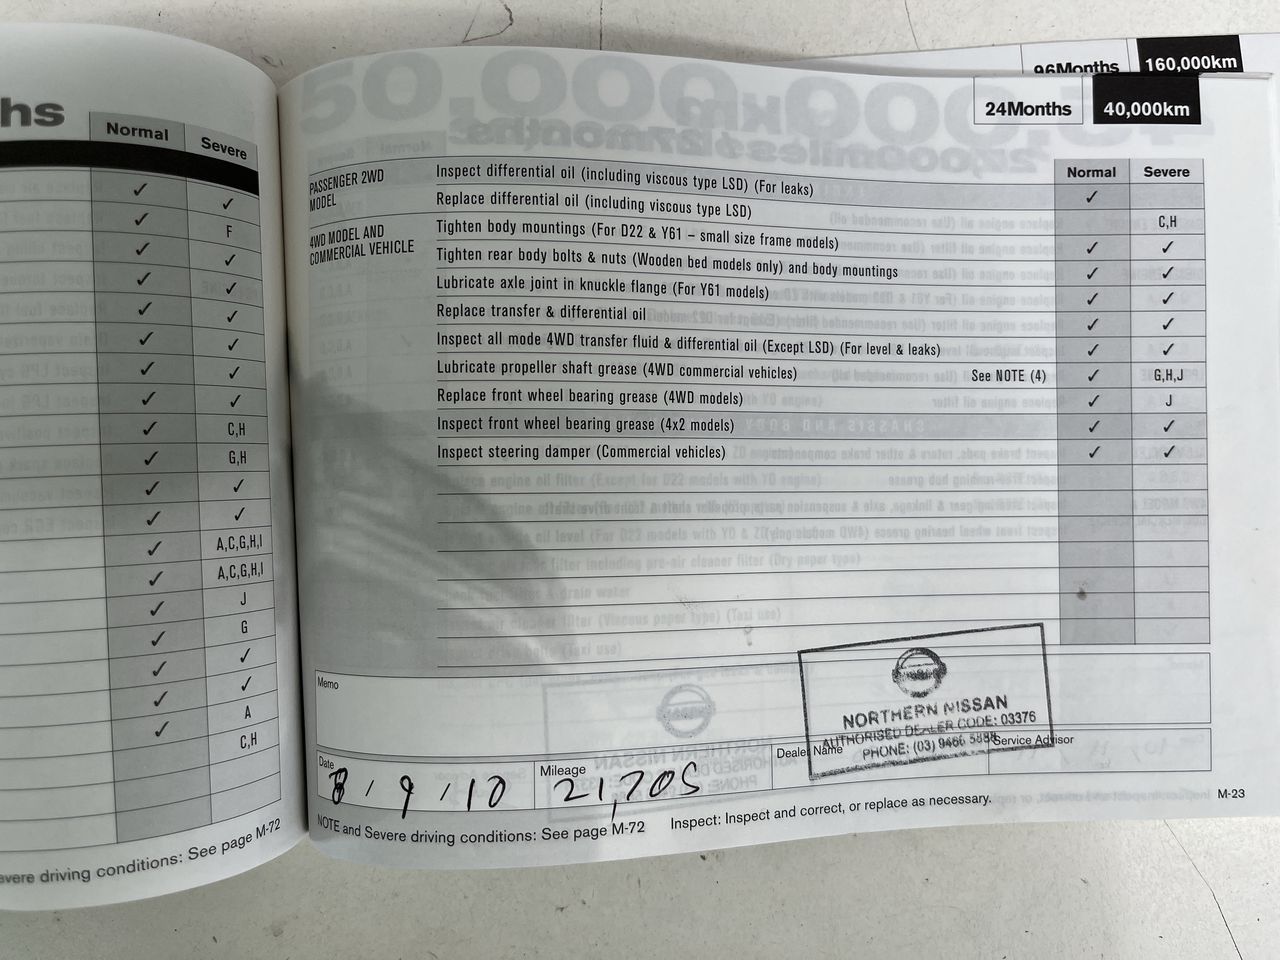 hs
Normal Severe
✓ ✓
✓ F
✓ ✓
✓ ✓
✓ ✓
✓ ✓
✓ ✓
✓ ✓
✓ C,H
✓ G,H
✓ ✓
✓ ✓
✓ A,C,G,H,I
✓ A,C,G,H,I
✓ J
✓ G
✓ ✓
✓ ✓
✓ A
C,H
evere driving conditions: See page M-72
96Months 160,000km
24Months 40,000km
Normal Severe
PASSENGER 2WD MODEL
Inspect differential oil (including viscous type LSD) (For leaks) ✓
Replace differential oil (including viscous type LSD) C,H
4WD MODEL AND COMMERCIAL VEHICLE
Tighten body mountings (For D22 & Y61 – small size frame models) ✓ ✓
Tighten rear body bolts & nuts (Wooden bed models only) and body mountings ✓ ✓
Lubricate axle joint in knuckle flange (For Y61 models) ✓ ✓
Replace transfer & differential oil ✓ ✓
Inspect all mode 4WD transfer fluid & differential oil (Except LSD) (For level & leaks) ✓ ✓
Lubricate propeller shaft grease (4WD commercial vehicles) See NOTE (4) ✓ G,H,J
Replace front wheel bearing grease (4WD models) ✓ J
Inspect front wheel bearing grease (4x2 models) ✓ ✓
Inspect steering damper (Commercial vehicles) ✓ ✓
Memo
NISSAN
NORTHERN NISSAN
AUTHORISED DEALER CODE: 03376
PHONE: (03) 9466 5888
Date 8/9/10
Mileage 21,705
Dealer Name
Service Advisor
NOTE and Severe driving conditions: See page M-72
Inspect: Inspect and correct, or replace as necessary.
M-23